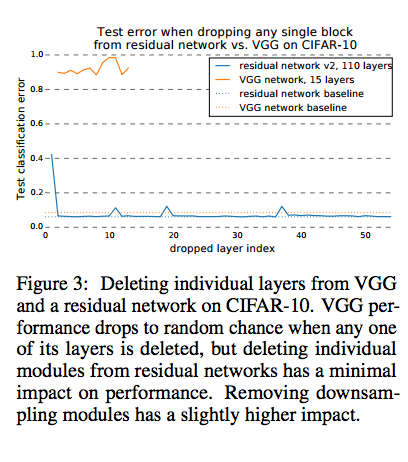 Test error when dropping any single block
from residual network vs. VGG on CIFAR-10
1.0
0.8
0.6
0.4
0.2
0.0
Test classification error
residual network v2, 110 layers
VGG network, 15 layers
residual network baseline
VGG network baseline
0 10 20 30 40 50
dropped layer index
Figure 3: Deleting individual layers from VGG
and a residual network on CIFAR-10. VGG per-
formance drops to random chance when any one
of its layers is deleted, but deleting individual
modules from residual networks has a minimal
impact on performance. Removing downsam-
pling modules has a slightly higher impact.